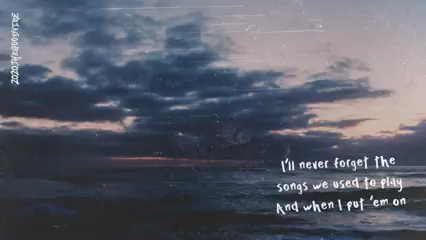 I'll never forget the
songs we used to play
And when I put 'em on